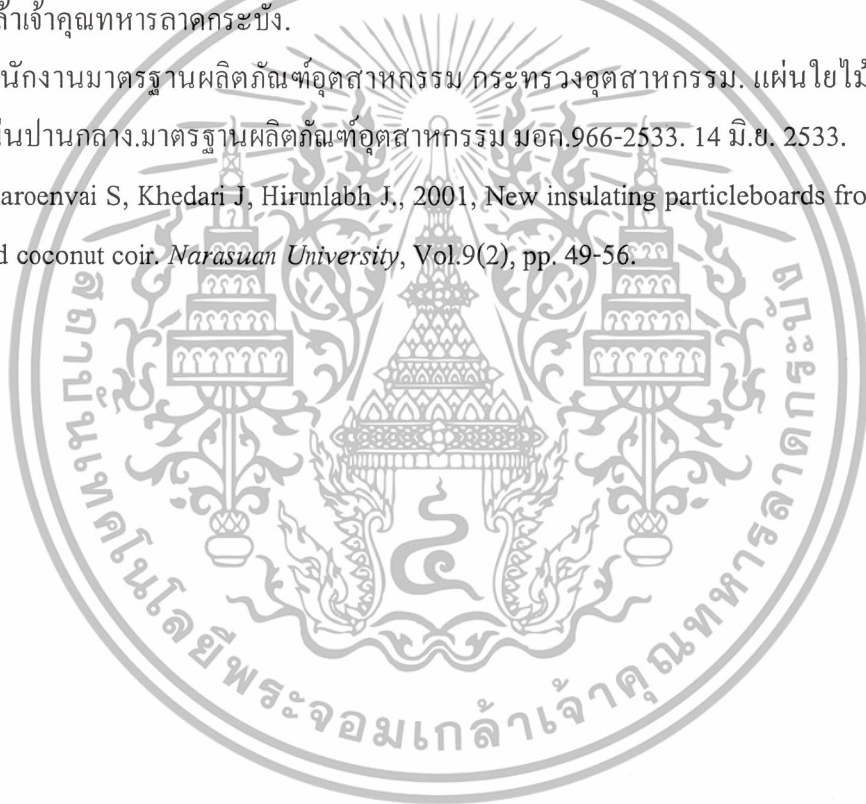 ล้าเจ้าคุณทหารลาดกระบัง.
นักงานมาตรฐานผลิตภัณฑ์อุตสาหกรรม กระทรวงอุตสาหกรรม. แผ่นใยไม้
นปานกลาง.มาตรฐานผลิตภัณฑ์อุตสาหกรรม มอก.966-2533. 14 มิ.ย. 2533.
aroenvai S, Khedari J, Hirunlabh J., 2001, New insulating particleboards fro
d coconut coir. Narasuan University, Vol.9(2), pp. 49-56.
๔
สถาบันเทคโนโลยีพระจอมเกล้าเจ้าคุณทหารลาดกระบัง